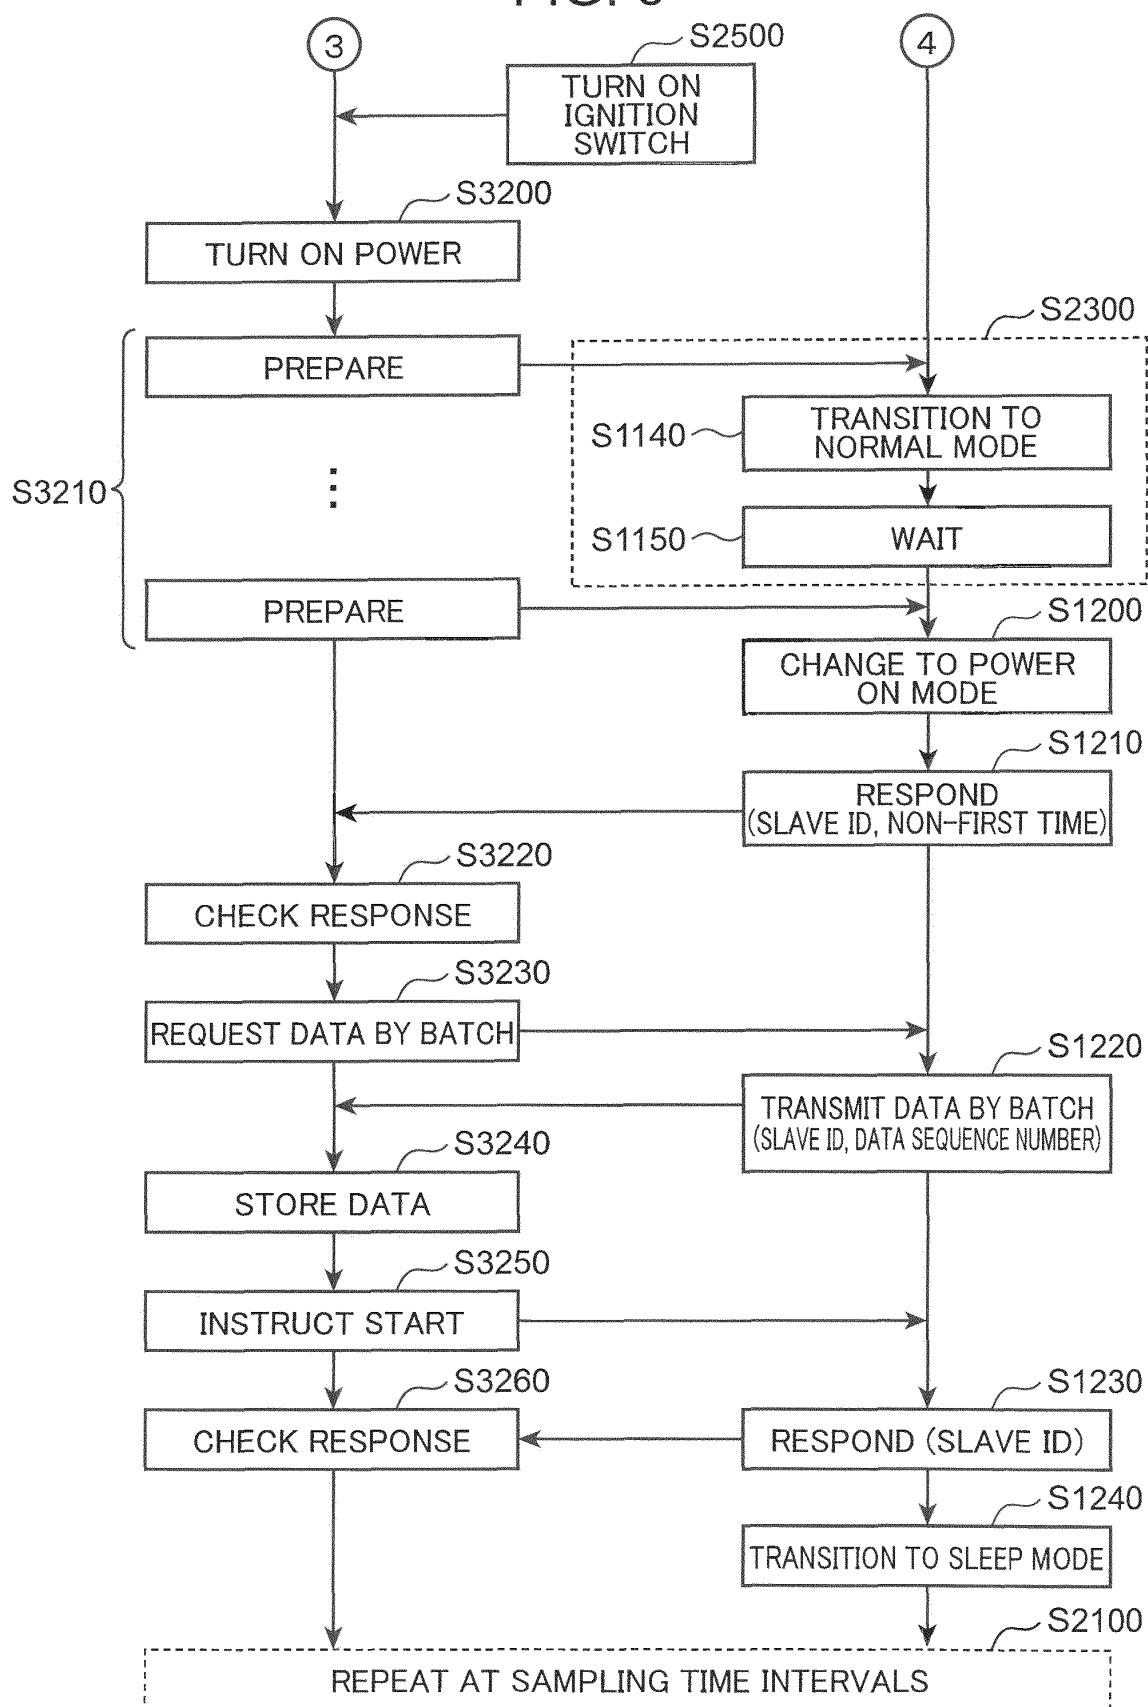 ③
S2500
④
TURN ON
IGNITION
SWITCH
S3200
TURN ON POWER
S2300
PREPARE
TRANSITION TO
NORMAL MODE
S1140
S3210
S1150
WAIT
PREPARE
S1200
CHANGE TO POWER
ON MODE
S1210
RESPOND
(SLAVE ID, NON-FIRST TIME)
S3220
CHECK RESPONSE
S3230
REQUEST DATA BY BATCH
S1220
TRANSMIT DATA BY BATCH
(SLAVE ID, DATA SEQUENCE NUMBER)
S3240
STORE DATA
S3250
INSTRUCT START
S3260
S1230
CHECK RESPONSE
RESPOND (SLAVE ID)
S1240
TRANSITION TO SLEEP MODE
S2100
REPEAT AT SAMPLING TIME INTERVALS